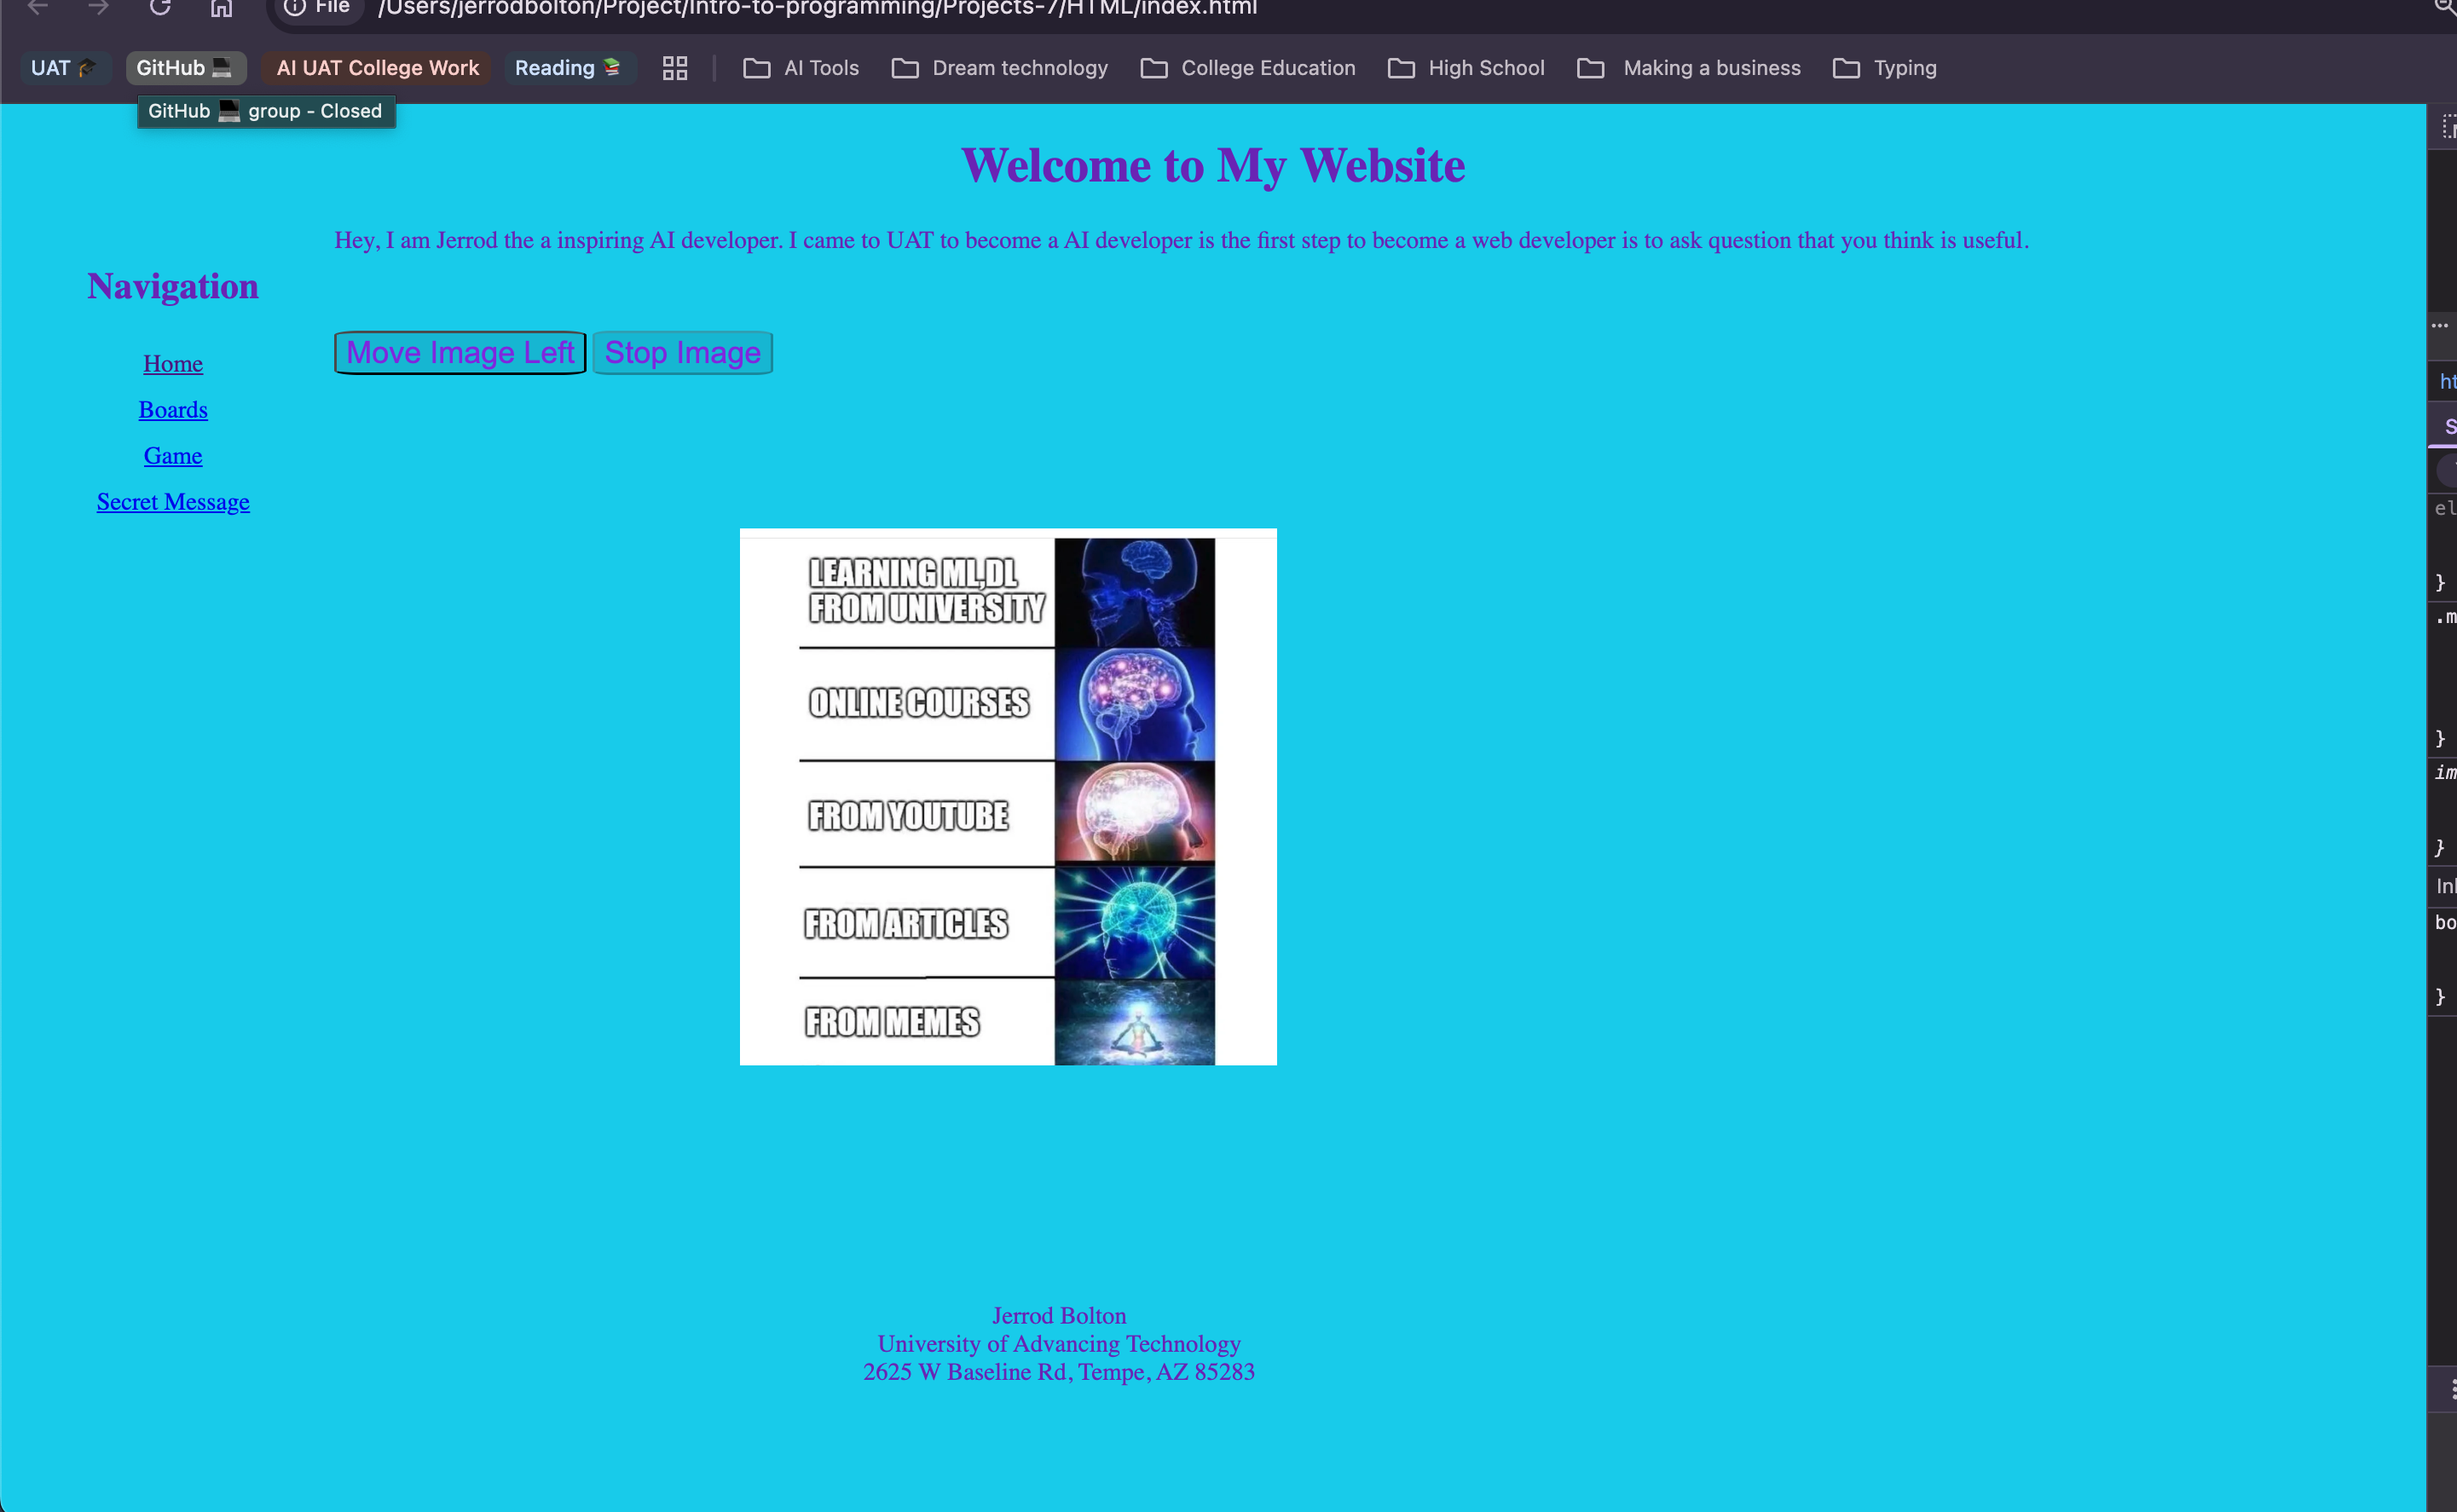 File /Users/jerrodbolton/Project/Intro-to-programming/Projects-7/HTML/index.html
UAT 🎓 GitHub 💻 AI UAT College Work Reading 📚 AI Tools Dream technology College Education High School Making a business Typing
GitHub 💻 group - Closed
Welcome to My Website
Hey, I am Jerrod the a inspiring AI developer. I came to UAT to become a AI developer is the first step to become a web developer is to ask question that you think is useful.
Navigation
Home
Boards
Game
Secret Message
Move Image Left Stop Image
LEARNING ML,DL
FROM UNIVERSITY
ONLINE COURSES
FROM YOUTUBE
FROM ARTICLES
FROM MEMES
Jerrod Bolton
University of Advancing Technology
2625 W Baseline Rd, Tempe, AZ 85283